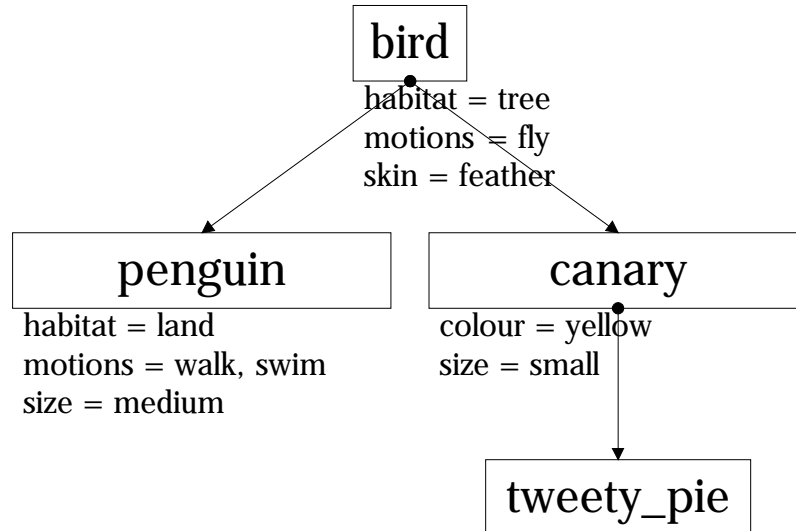 bird
habitat = tree
motions = fly
skin = feather
penguin
habitat = land
motions = walk, swim
size = medium
canary
colour = yellow
size = small
tweety_pie